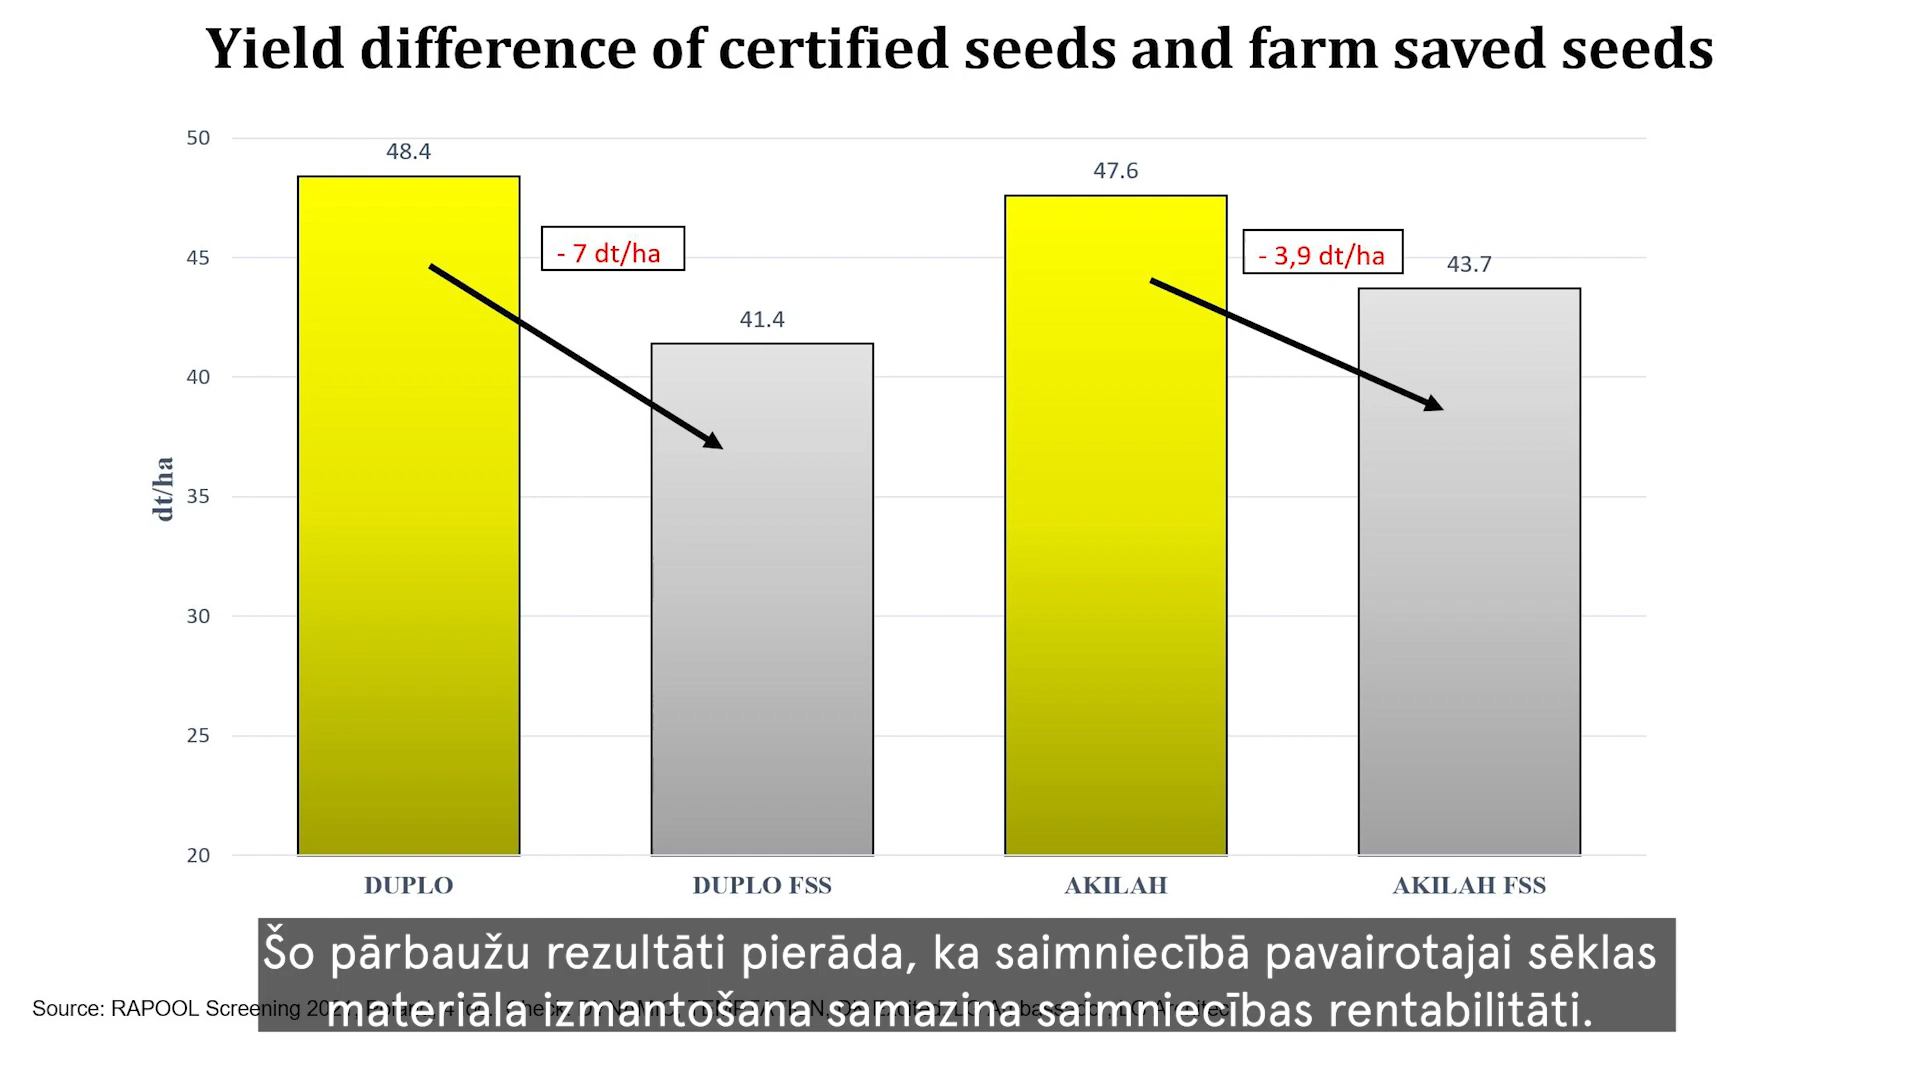 Yield difference of certified seeds and farm saved seeds
50
48.4
47.6
- 7 dt/ha
- 3,9 dt/ha
45
43.7
41.4
40
dt/ha
35
30
25
20
DUPLO
DUPLO FSS
AKILAH
AKILAH FSS
Šo pārbaužu rezultāti pierāda, ka saimniecībā pavairotajai sēklas
materiāla izmantošana samazina saimniecības rentabilitāti.
Source: RAPOOL Screening